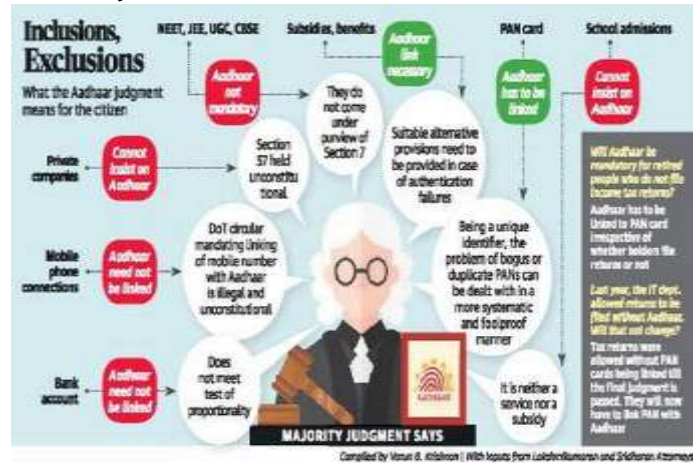 Inclusions,
Exclusions
What the Aadhaar judgment
means for the citizen
NEET, JEE, UGC, CBSE
Aadhaar
not
mandatory
They do
not come
under
purview of
Section 7
Subsidies, benefits
Aadhaar
link
necessary
Suitable alternative
provisions need to
be provided in case
of authentication
failures
PAN card
Aadhaar
has to be
linked
Being a unique
identifier, the
problem of bogus or
duplicate PANs can
be dealt with in a
more systematic
and foolproof
manner
School admissions
Cannot
insist on
Aadhaar
It is neither a
service nor a
subsidy
Private
companies
Cannot
insist on
Aadhaar
Section
57 held
unconstitu
tional
Mobile
phone
connections
Aadhaar
need not
be linked
DoT circular
mandating linking
of mobile number
with Aadhaar
is illegal and
unconstitutional
Bank
account
Aadhaar
need not
be linked
Does
not meet
test of
proportionality
AADHAAR
MAJORITY JUDGMENT SAYS
Will Aadhaar be
mandatory for retired
people who do not file
income tax returns?
Aadhaar has to be
linked to PAN card
irrespective of
whether holders file
returns or not
Last year, the IT dept.
allowed returns to be
filed without Aadhaar.
Will that not change?
Tax returns were
allowed without PAN
cards being linked till
the final judgment is
passed. They will now
have to link PAN with
Aadhaar
Compiled by Varun B. Krishnan | With inputs from Lakshmikumaran and Sridharan Attorneys